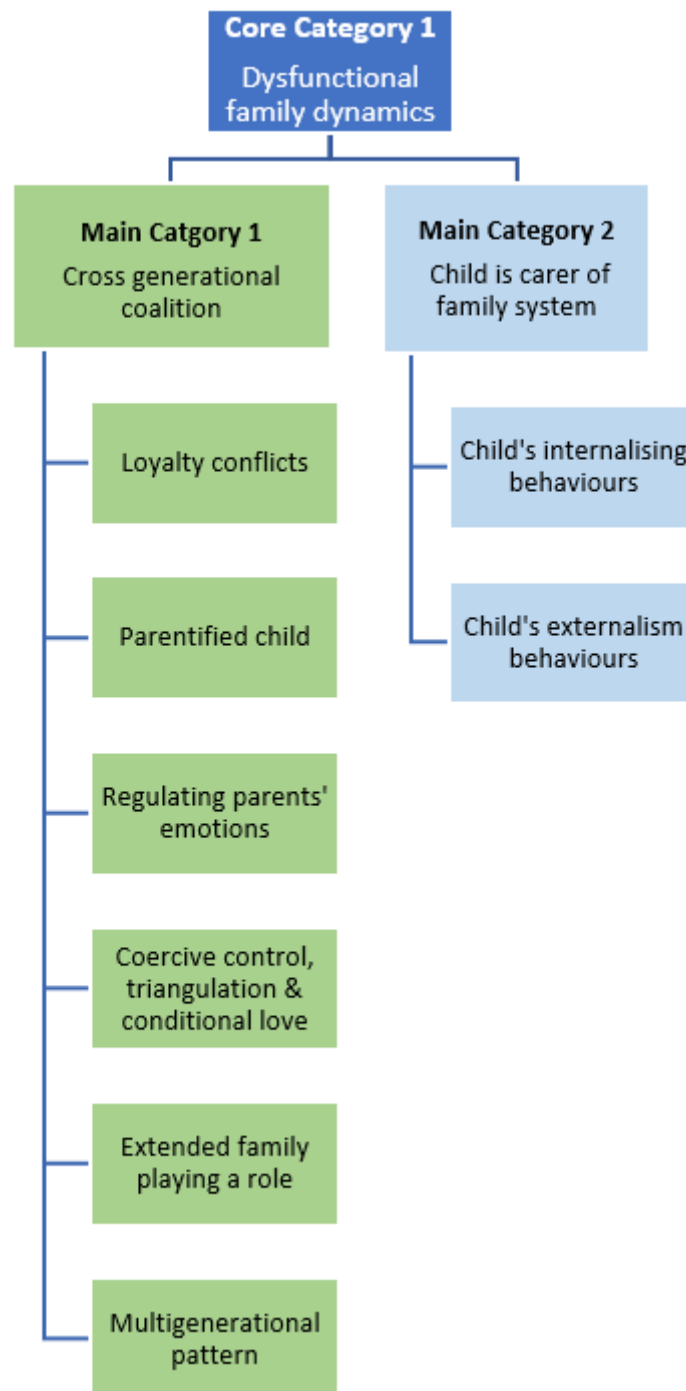 Core Category 1
Dysfunctional
family dynamics
Main Catgory 1
Cross generational
coalition
Main Category 2
Child is carer of
family system
Loyalty conflicts
Parentified child
Regulating parents'
emotions
Coercive control,
triangulation &
conditional love
Extended family
playing a role
Multigenerational
pattern
Child's internalising
behaviours
Child's externalism
behaviours